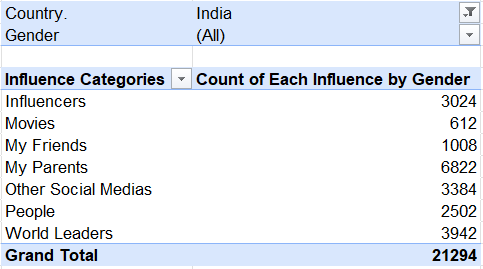 Country. India
Gender (All)
Influence Categories Count of Each Influence by Gender
Influencers 3024
Movies 612
My Friends 1008
My Parents 6822
Other Social Medias 3384
People 2502
World Leaders 3942
Grand Total 21294